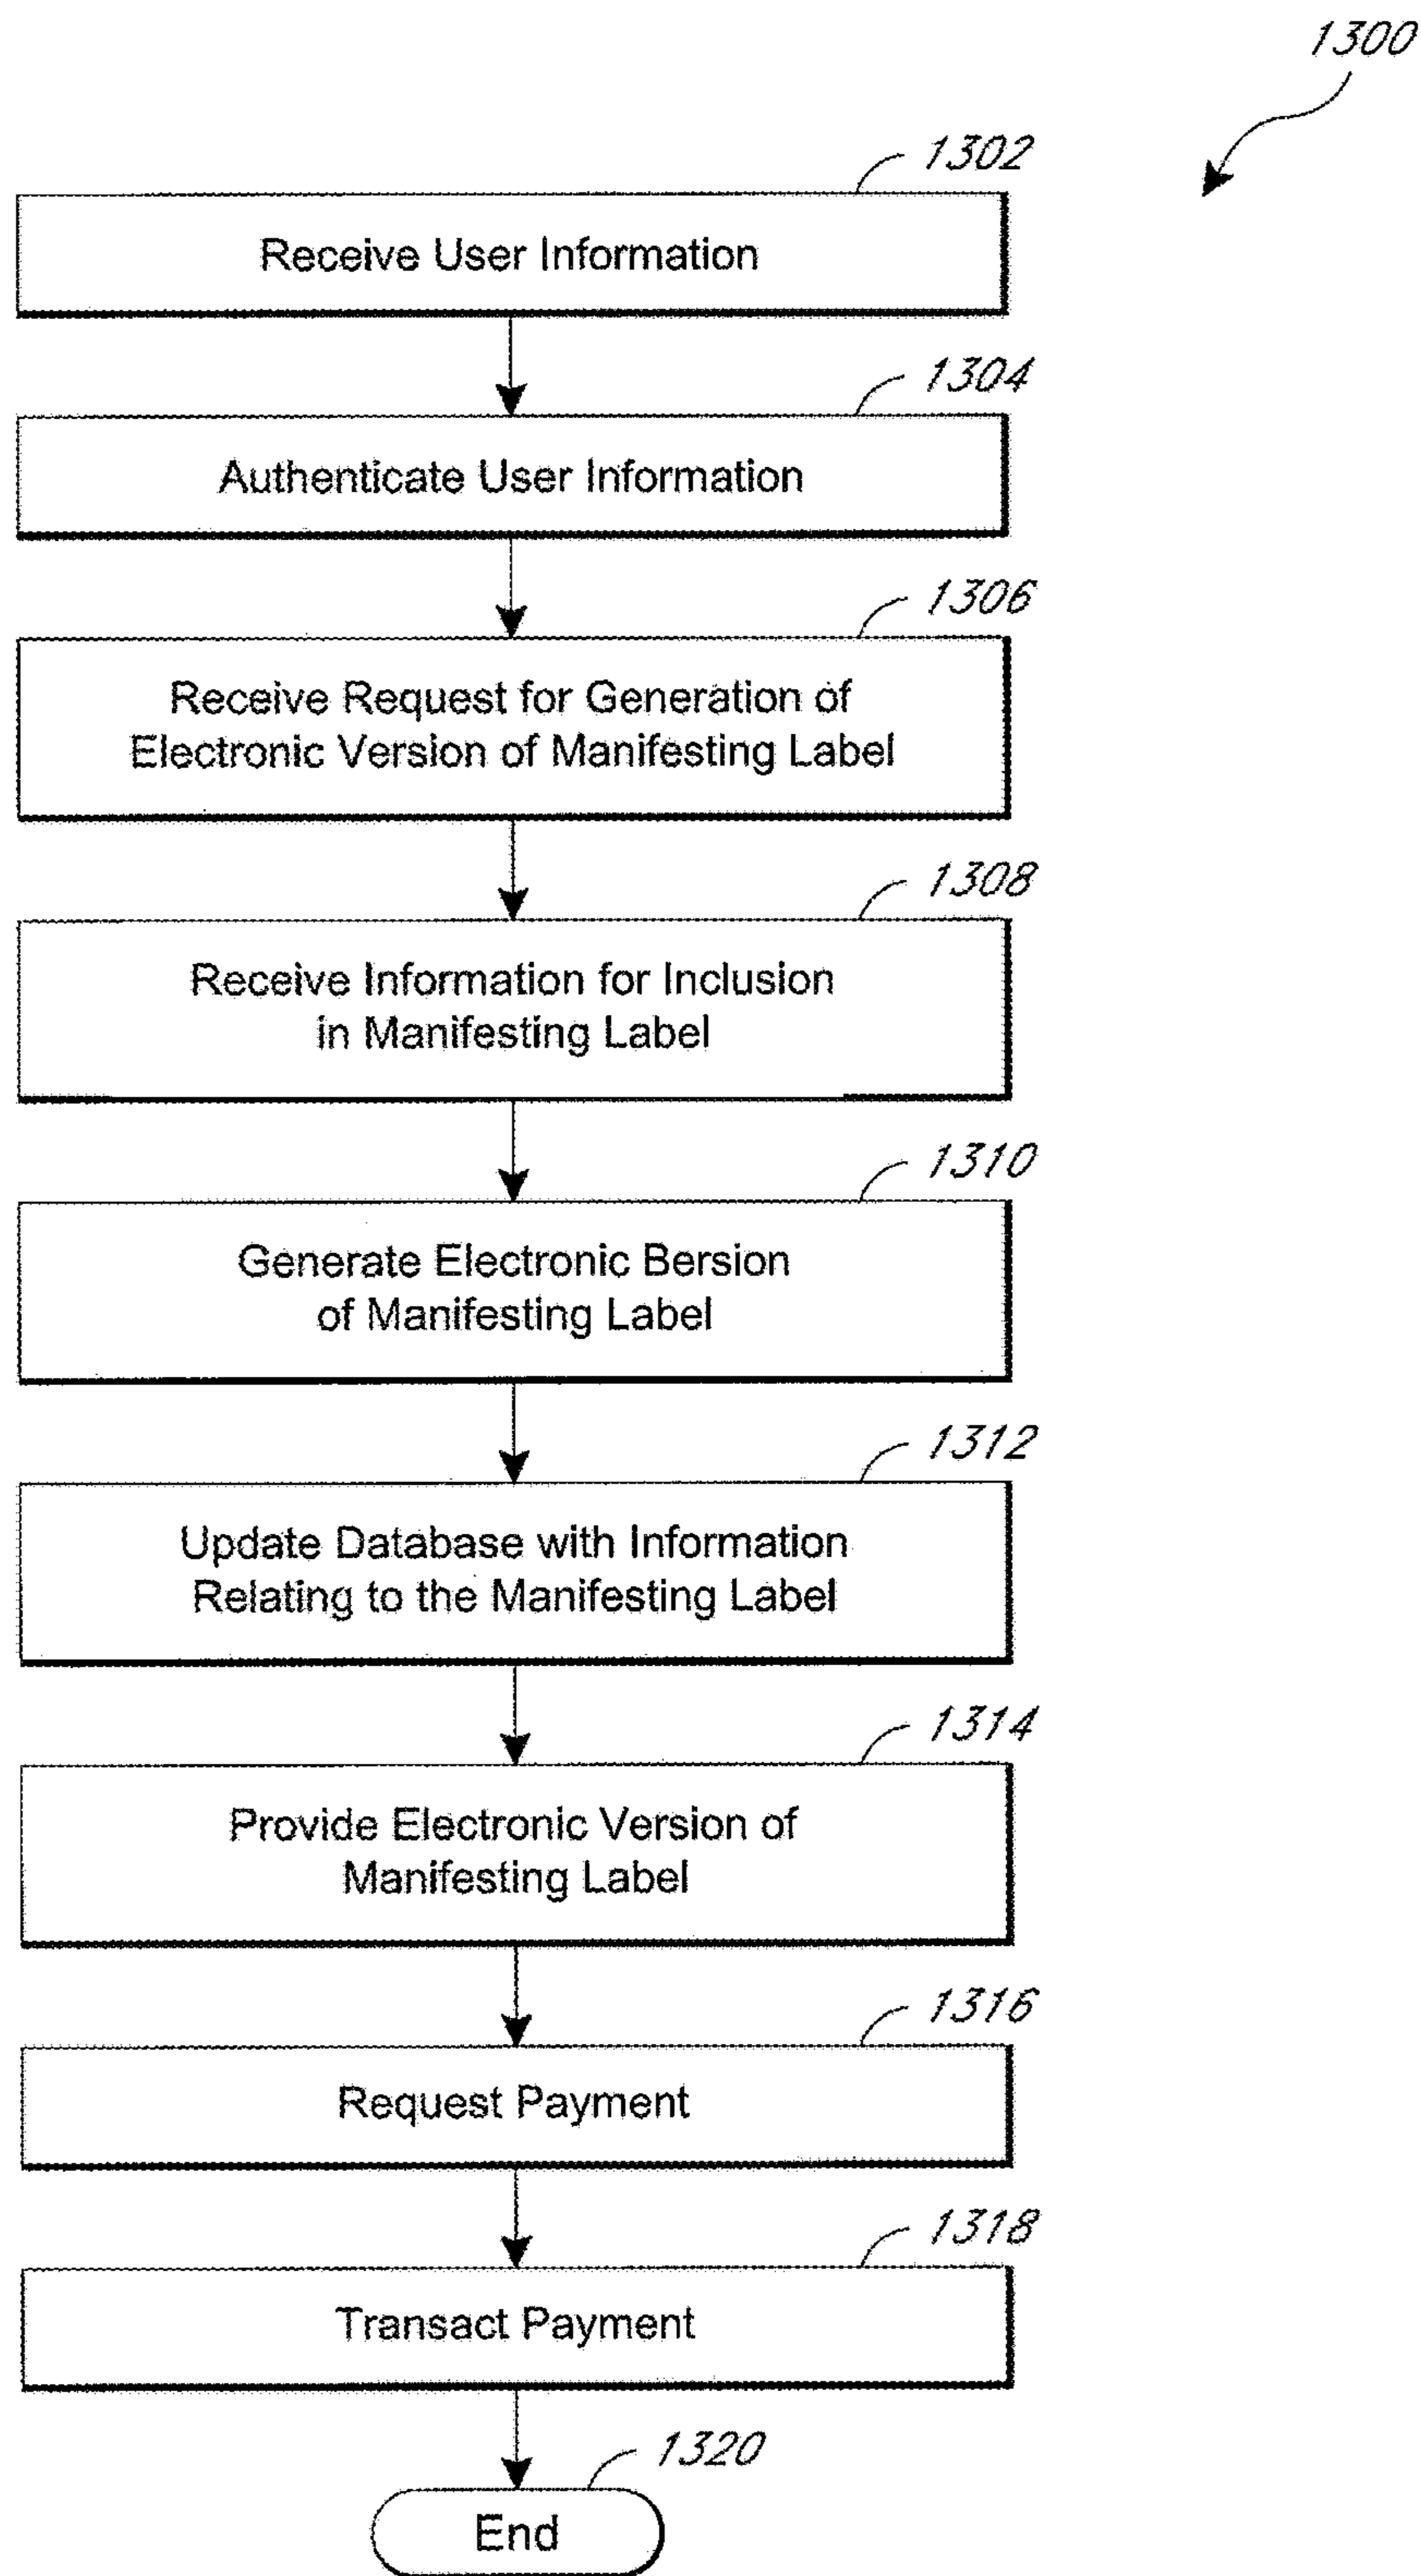 1300
1302
Receive User Information
1304
Authenticate User Information
1306
Receive Request for Generation of
Electronic Version of Manifesting Label
1308
Receive Information for Inclusion
in Manifesting Label
1310
Generate Electronic Bersion
of Manifesting Label
1312
Update Database with Information
Relating to the Manifesting Label
1314
Provide Electronic Version of
Manifesting Label
1316
Request Payment
1318
Transact Payment
1320
End